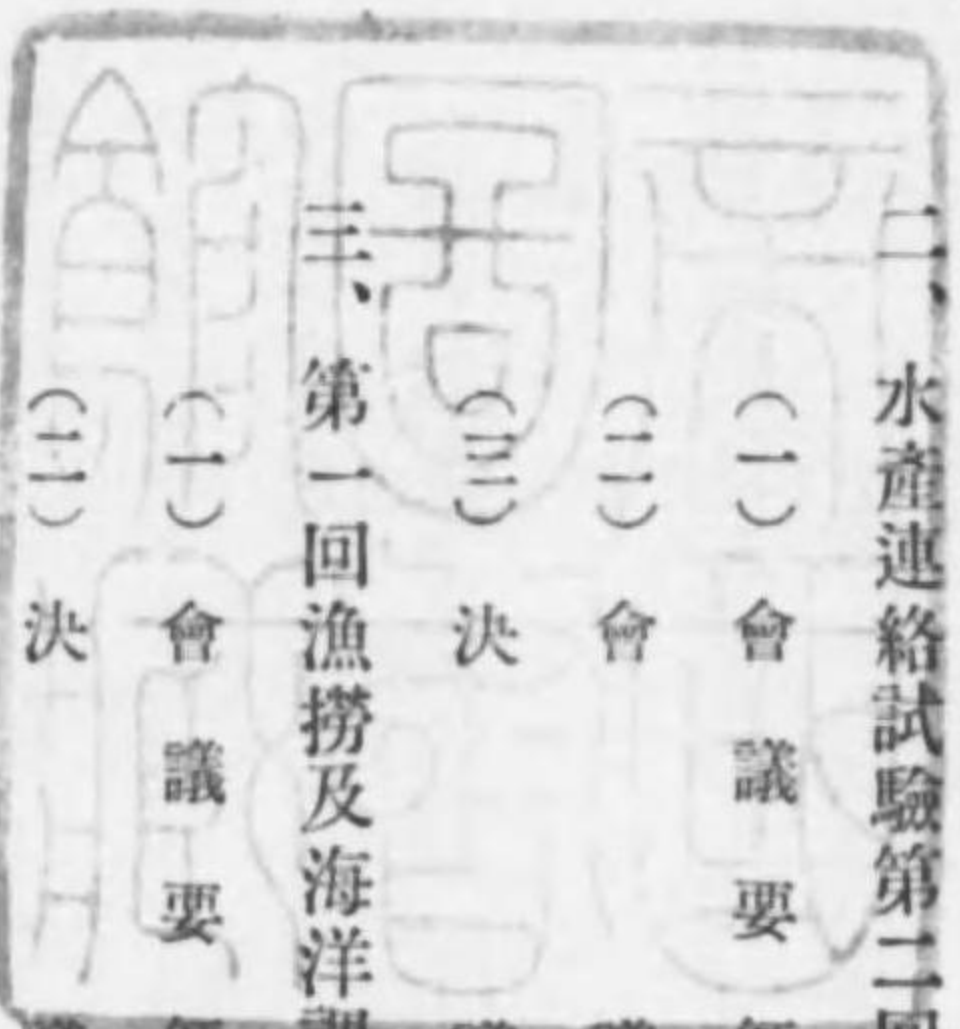 二、水產連絡試驗第二回
（一）會議要
（二）會
（三）決
三、第一回漁撈及海洋調
（一）會議要
（二）決